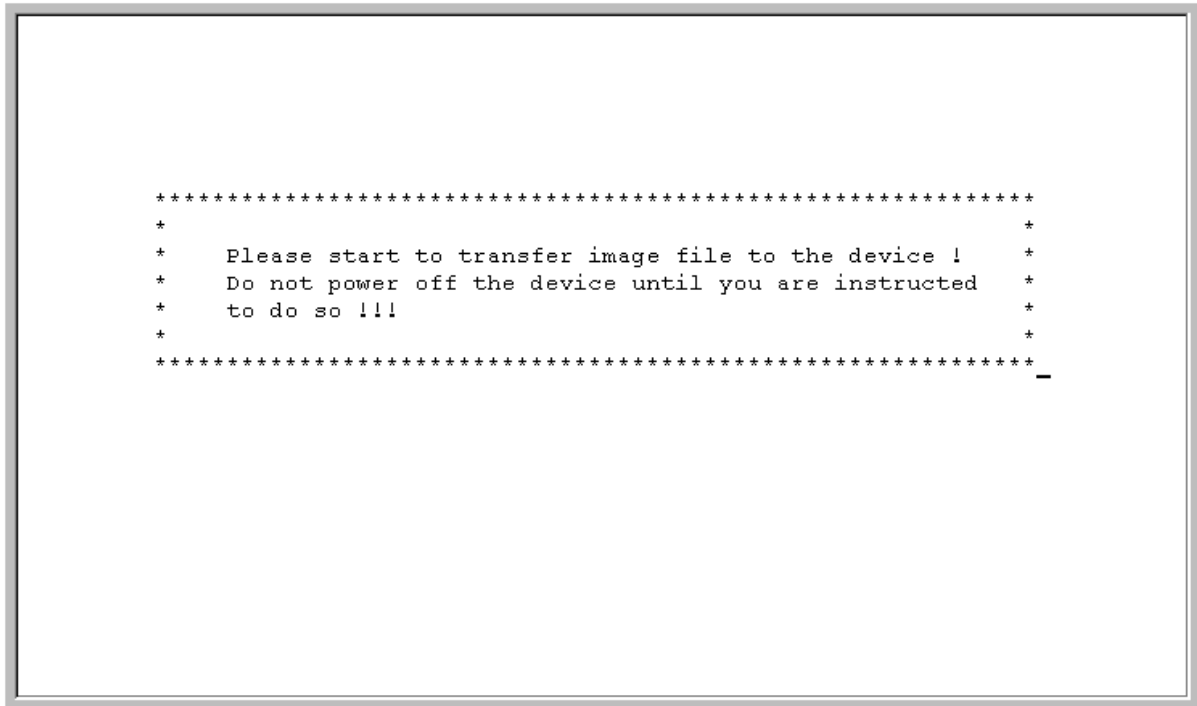 *************************************************************
*                                                           *
*    Please start to transfer image file to the device !    *
*    Do not power off the device until you are instructed   *
*    to do so !!!                                           *
*                                                           *
*************************************************************_